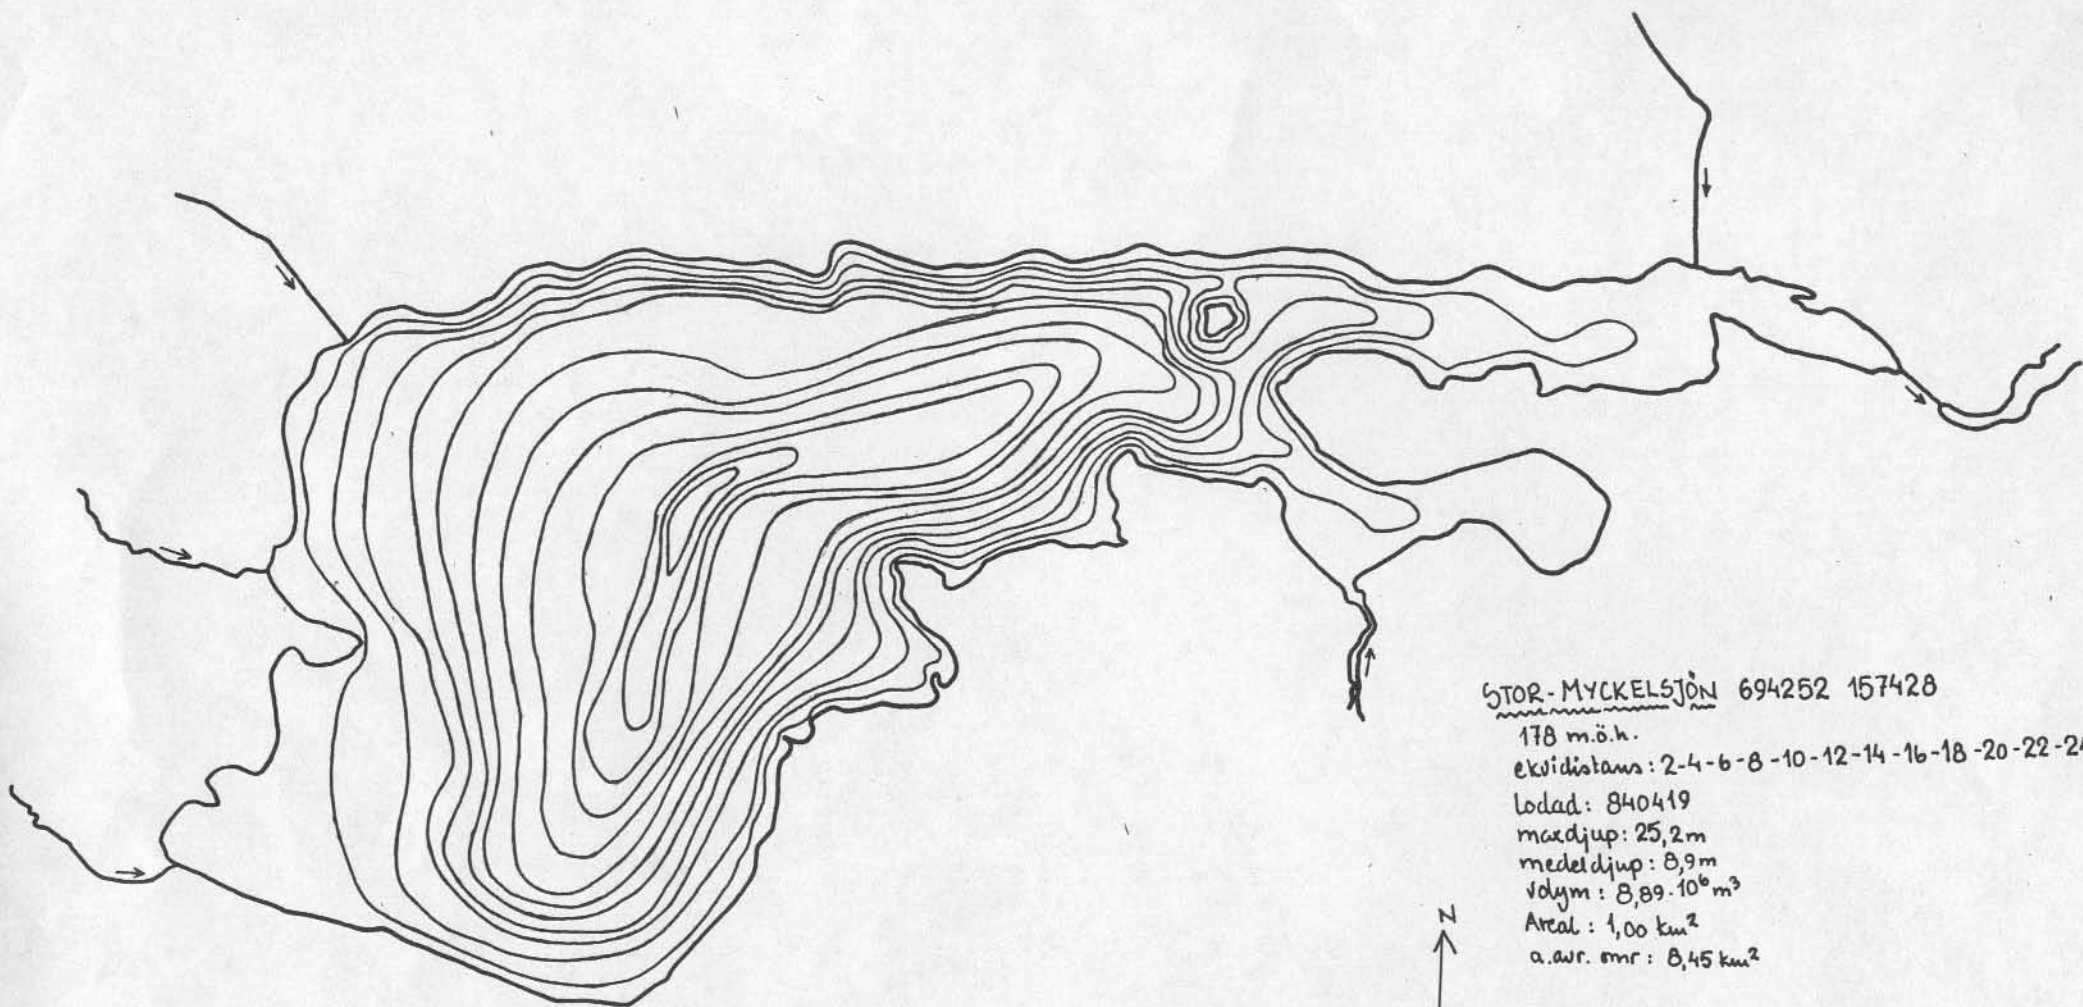 STOR-MYCKELSJÖN 694252 157428
178 m.ö.h.
ekvidistans: 2-4-6-8-10-12-14-16-18-20-22-24
lodad: 840419
maxdjup: 25,2m
medeldjup: 8,9m
volym: 8,89·10⁶ m³
Areal: 1,00 km²
a.avr. omr: 8,45 km²
N